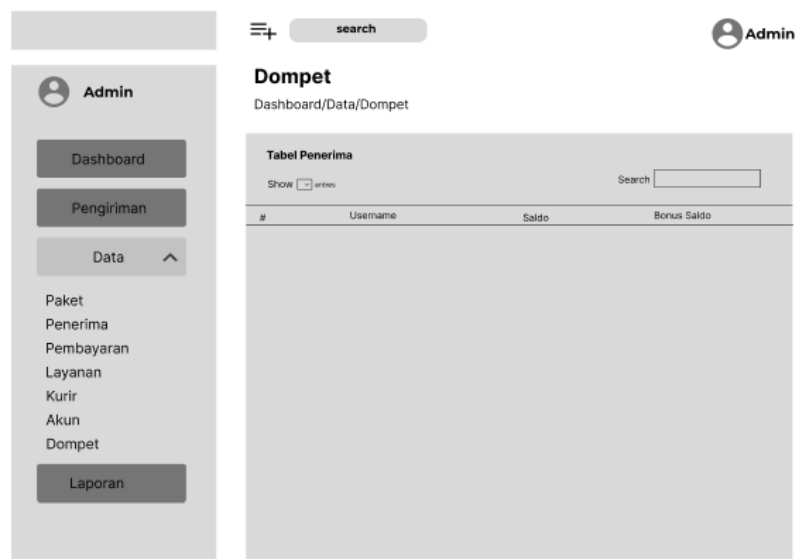 search
Admin
Admin
Dompet
Dashboard/Data/Dompet
Dashboard
Pengiriman
Data
Paket
Penerima
Pembayaran
Layanan
Kurir
Akun
Dompet
Laporan
Tabel Penerima
Show entres
Search
# Username Saldo Bonus Saldo